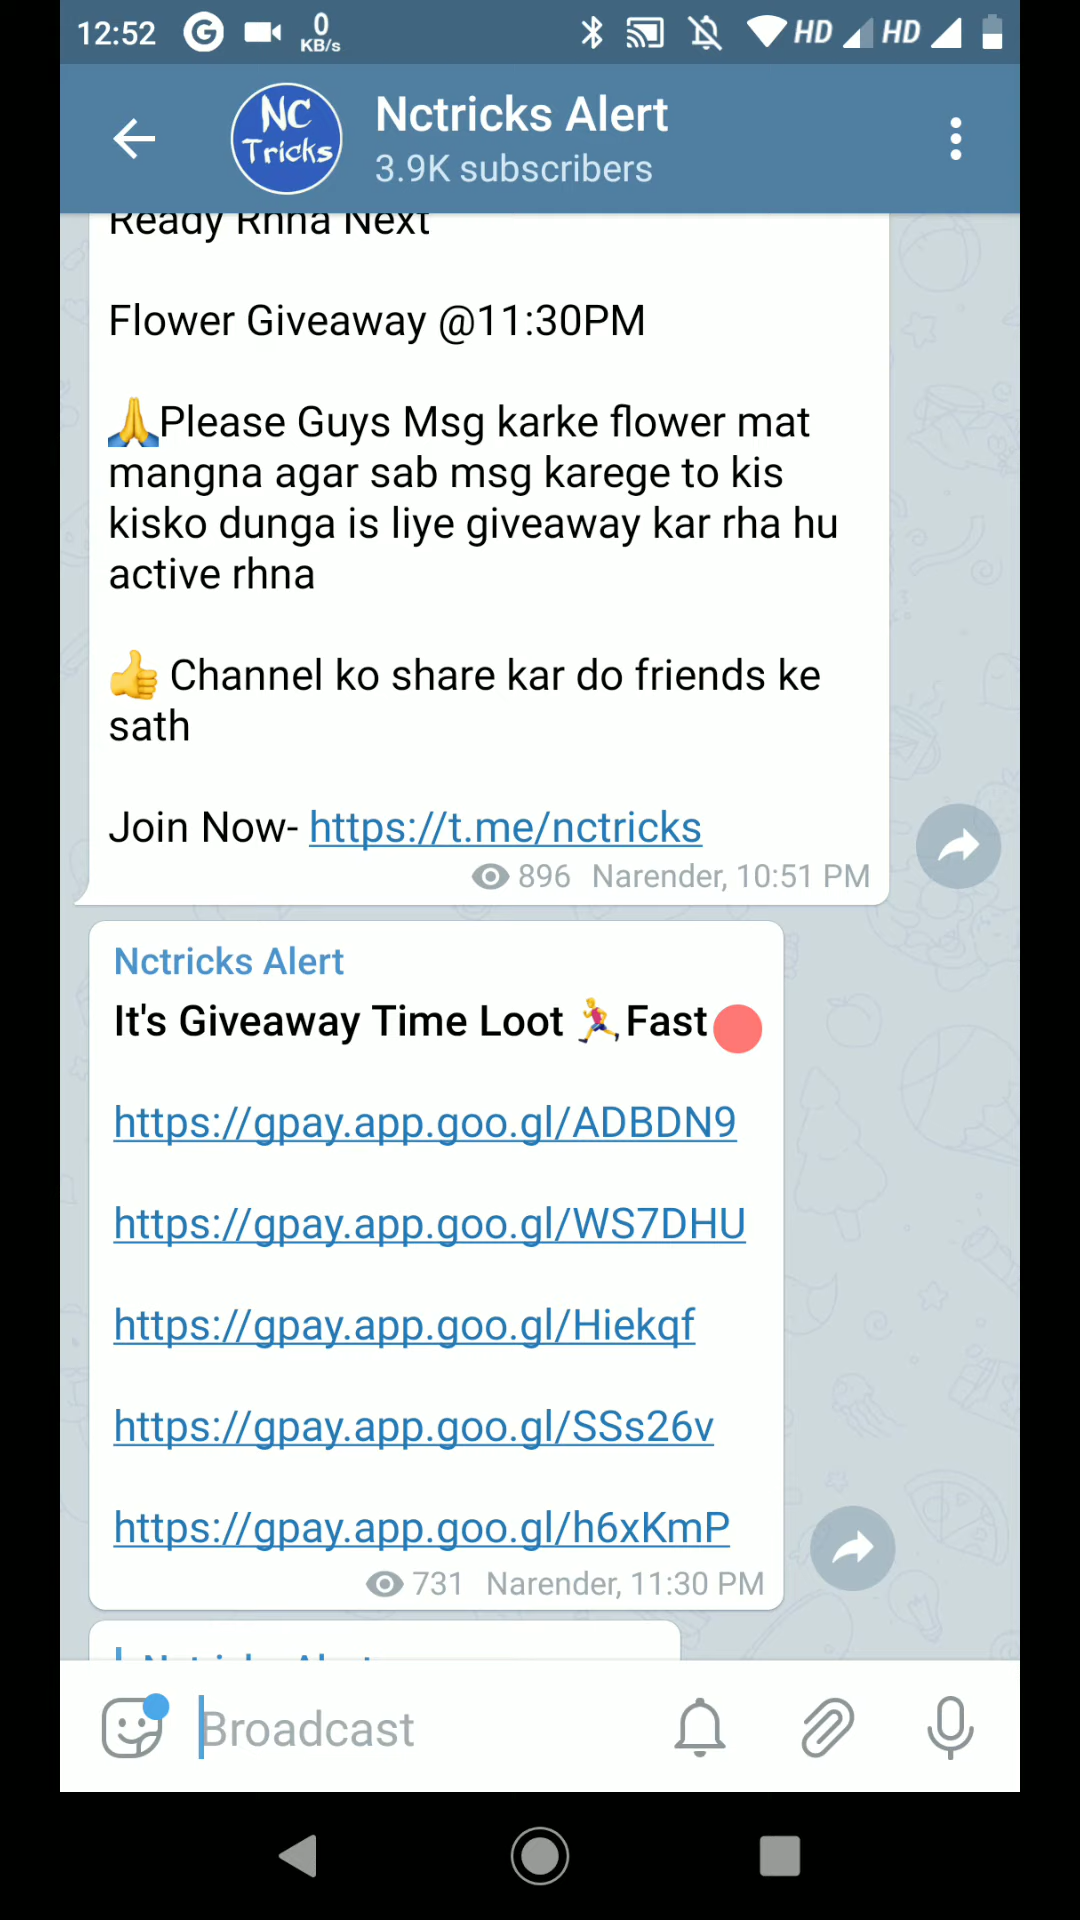 12:52
0
KB/s
HD
HD
NC
Tricks
Nctricks Alert
3.9K subscribers
Ready Rhna Next
Flower Giveaway @11:30PM
🙏Please Guys Msg karke flower mat
mangna agar sab msg karege to kis
kisko dunga is liye giveaway kar rha hu
active rhna
👍 Channel ko share kar do friends ke
sath
Join Now- https://t.me/nctricks
896 Narender, 10:51 PM
Nctricks Alert
It's Giveaway Time Loot 🏃Fast🔴
https://gpay.app.goo.gl/ADBDN9
https://gpay.app.goo.gl/WS7DHU
https://gpay.app.goo.gl/Hiekqf
https://gpay.app.goo.gl/SSs26v
https://gpay.app.goo.gl/h6xKmP
731 Narender, 11:30 PM
Nctricks Alert
Broadcast